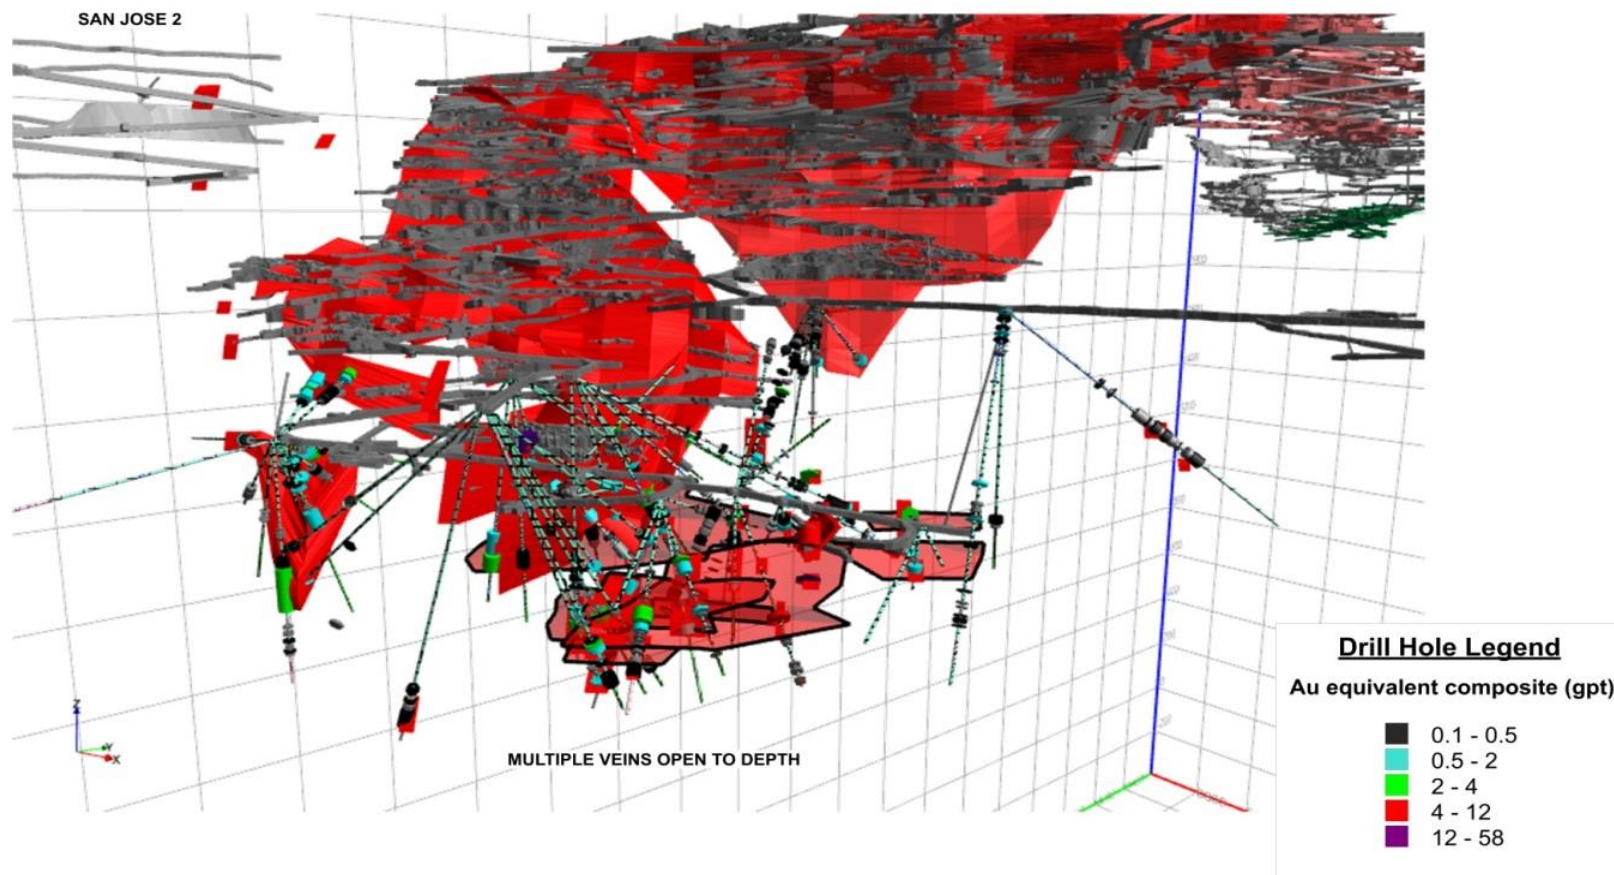 SAN JOSE 2
Z
Y
X
MULTIPLE VEINS OPEN TO DEPTH
Drill Hole Legend
Au equivalent composite (gpt)
0.1 - 0.5
0.5 - 2
2 - 4
4 - 12
12 - 58